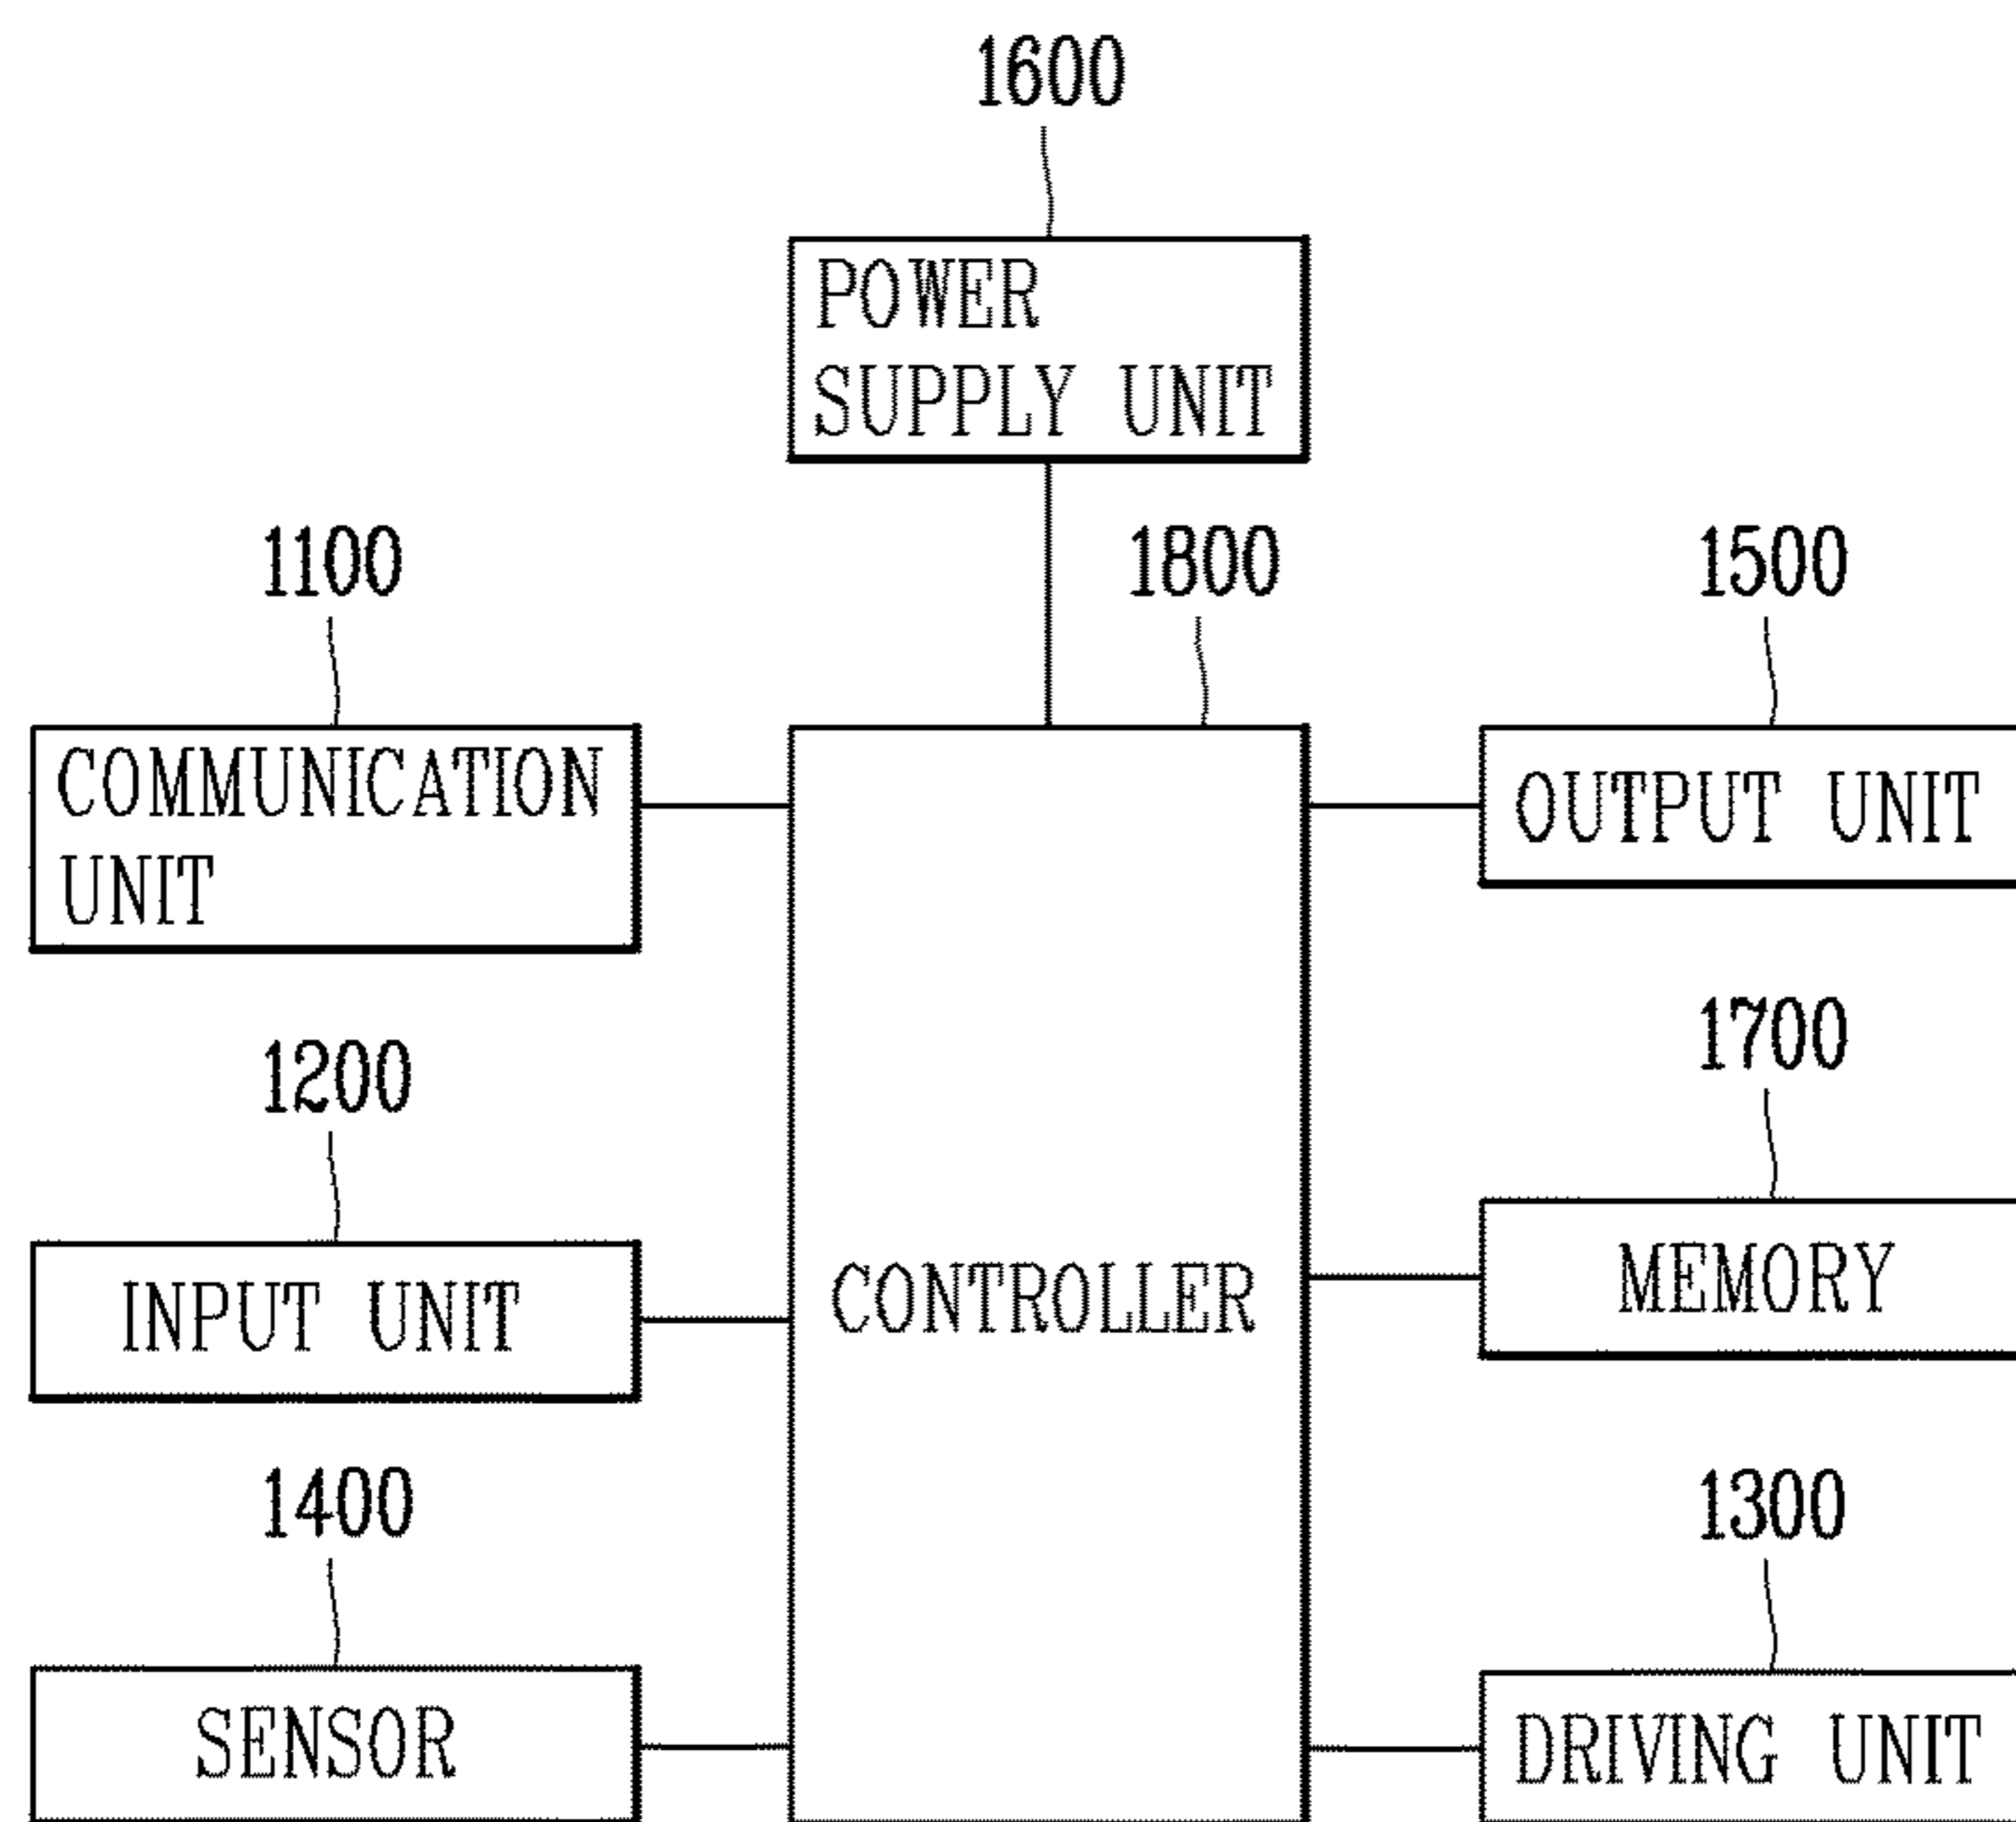 1600
POWER
SUPPLY UNIT
1100
1800
1500
COMMUNICATION
UNIT
OUTPUT UNIT
1200
1700
INPUT UNIT
CONTROLLER
MEMORY
1400
1300
SENSOR
DRIVING UNIT